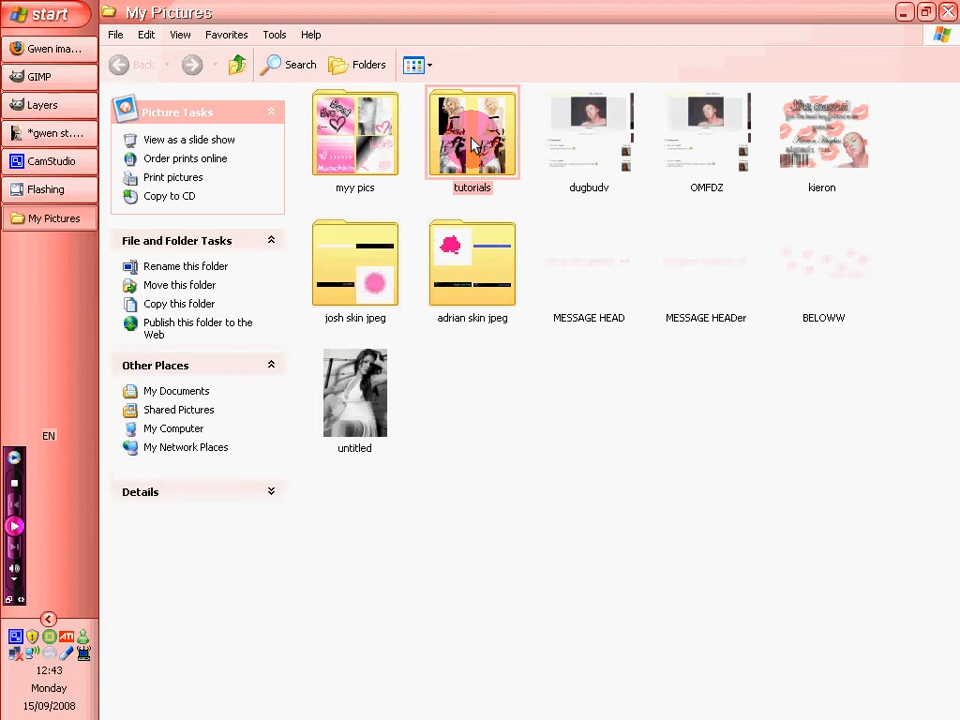 start
My Pictures
File Edit View Favorites Tools Help
Back Search Folders
Gwen ima...
GIMP
Layers
*gwen st....
CamStudio
Flashing
My Pictures
Picture Tasks
View as a slide show
Order prints online
Print pictures
Copy to CD
File and Folder Tasks
Rename this folder
Move this folder
Copy this folder
Publish this folder to the
Web
Other Places
My Documents
Shared Pictures
My Computer
My Network Places
Details
myy pics
tutorials
dugbudv
OMFDZ
kieron
josh skin jpeg
adrian skin jpeg
MESSAGE HEAD
MESSAGE HEADer
BELOWW
untitled
EN
ATI
12:43
Monday
15/09/2008